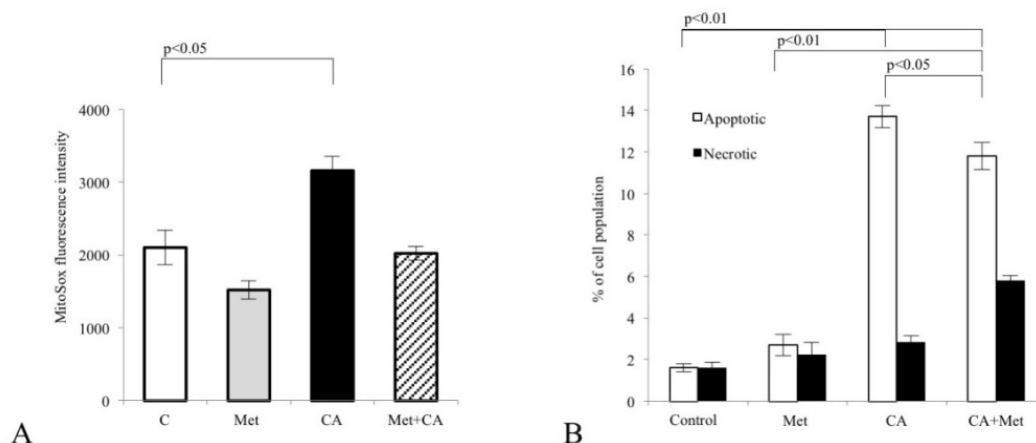 p<0.05
MitoSox fluorescence intensity
4000
3000
2000
1000
0
C Met CA Met+CA
A
p<0.01
p<0.01
p<0.05
% of cell population
16
14
12
10
8
6
4
2
0
Apoptotic
Necrotic
Control Met CA CA+Met
B